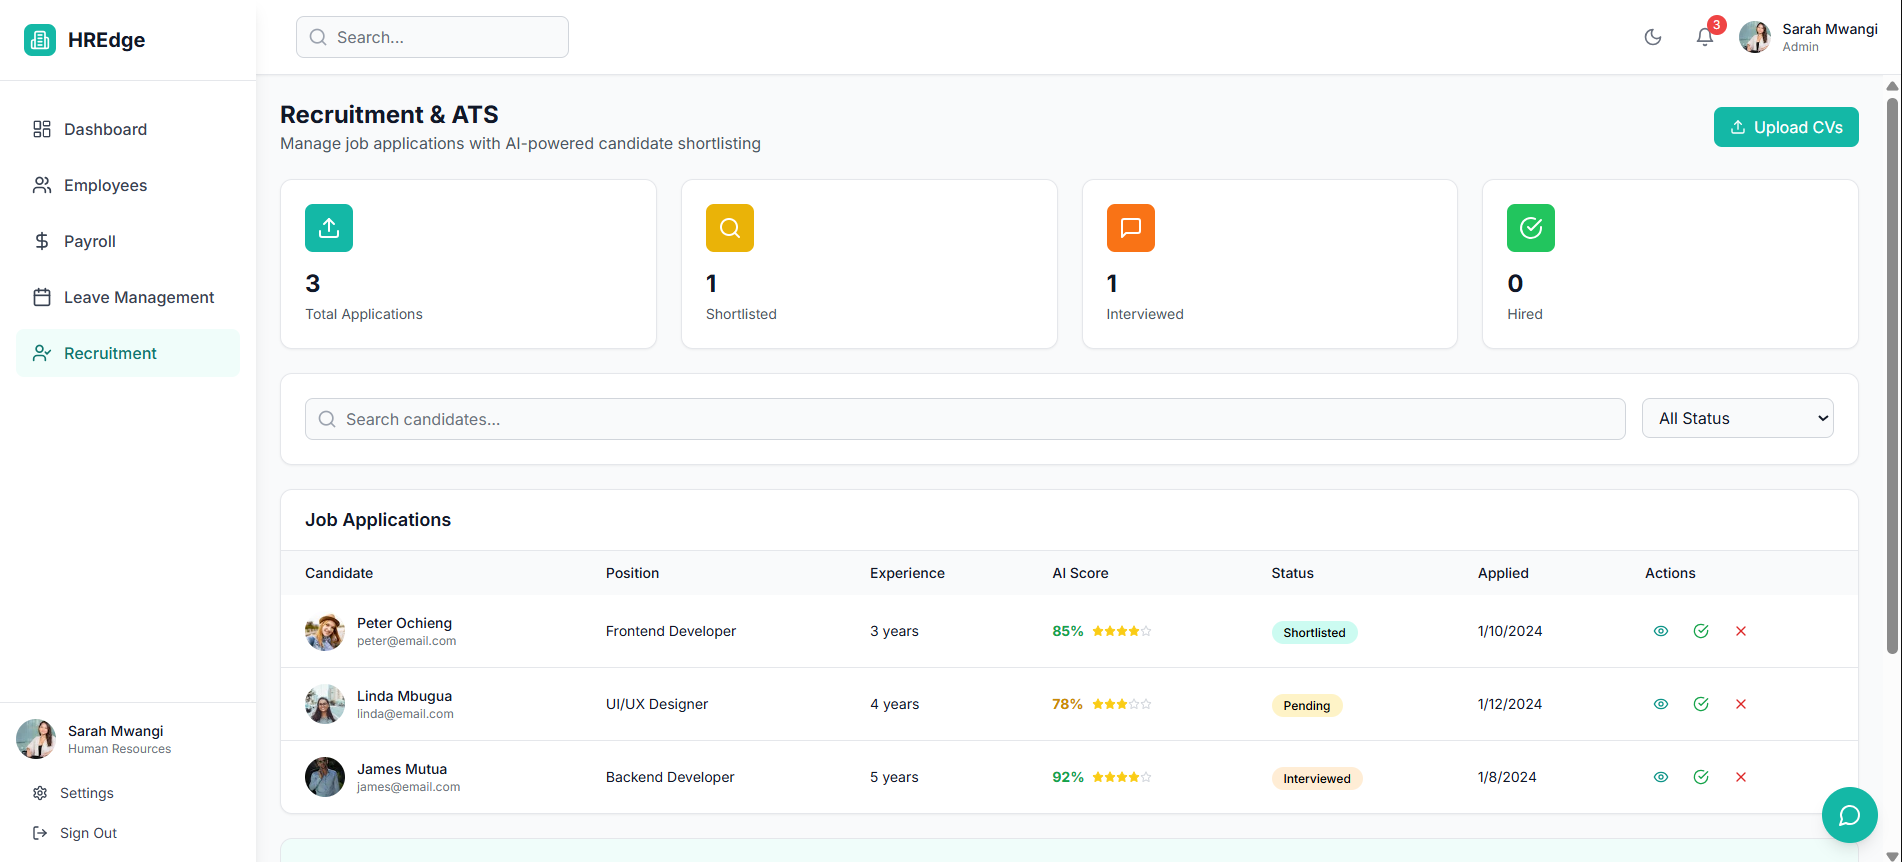 HREdge
Search...
3
Sarah Mwangi
Admin
Dashboard
Employees
Payroll
Leave Management
Recruitment
Sarah Mwangi
Human Resources
Settings
Sign Out
Recruitment & ATS
Manage job applications with AI-powered candidate shortlisting
Upload CVs
3
Total Applications
1
Shortlisted
1
Interviewed
0
Hired
Search candidates...
All Status
Job Applications
Candidate Position Experience AI Score Status Applied Actions
Peter Ochieng
peter@email.com
Frontend Developer 3 years 85% Shortlisted 1/10/2024
Linda Mbugua
linda@email.com
UI/UX Designer 4 years 78% Pending 1/12/2024
James Mutua
james@email.com
Backend Developer 5 years 92% Interviewed 1/8/2024